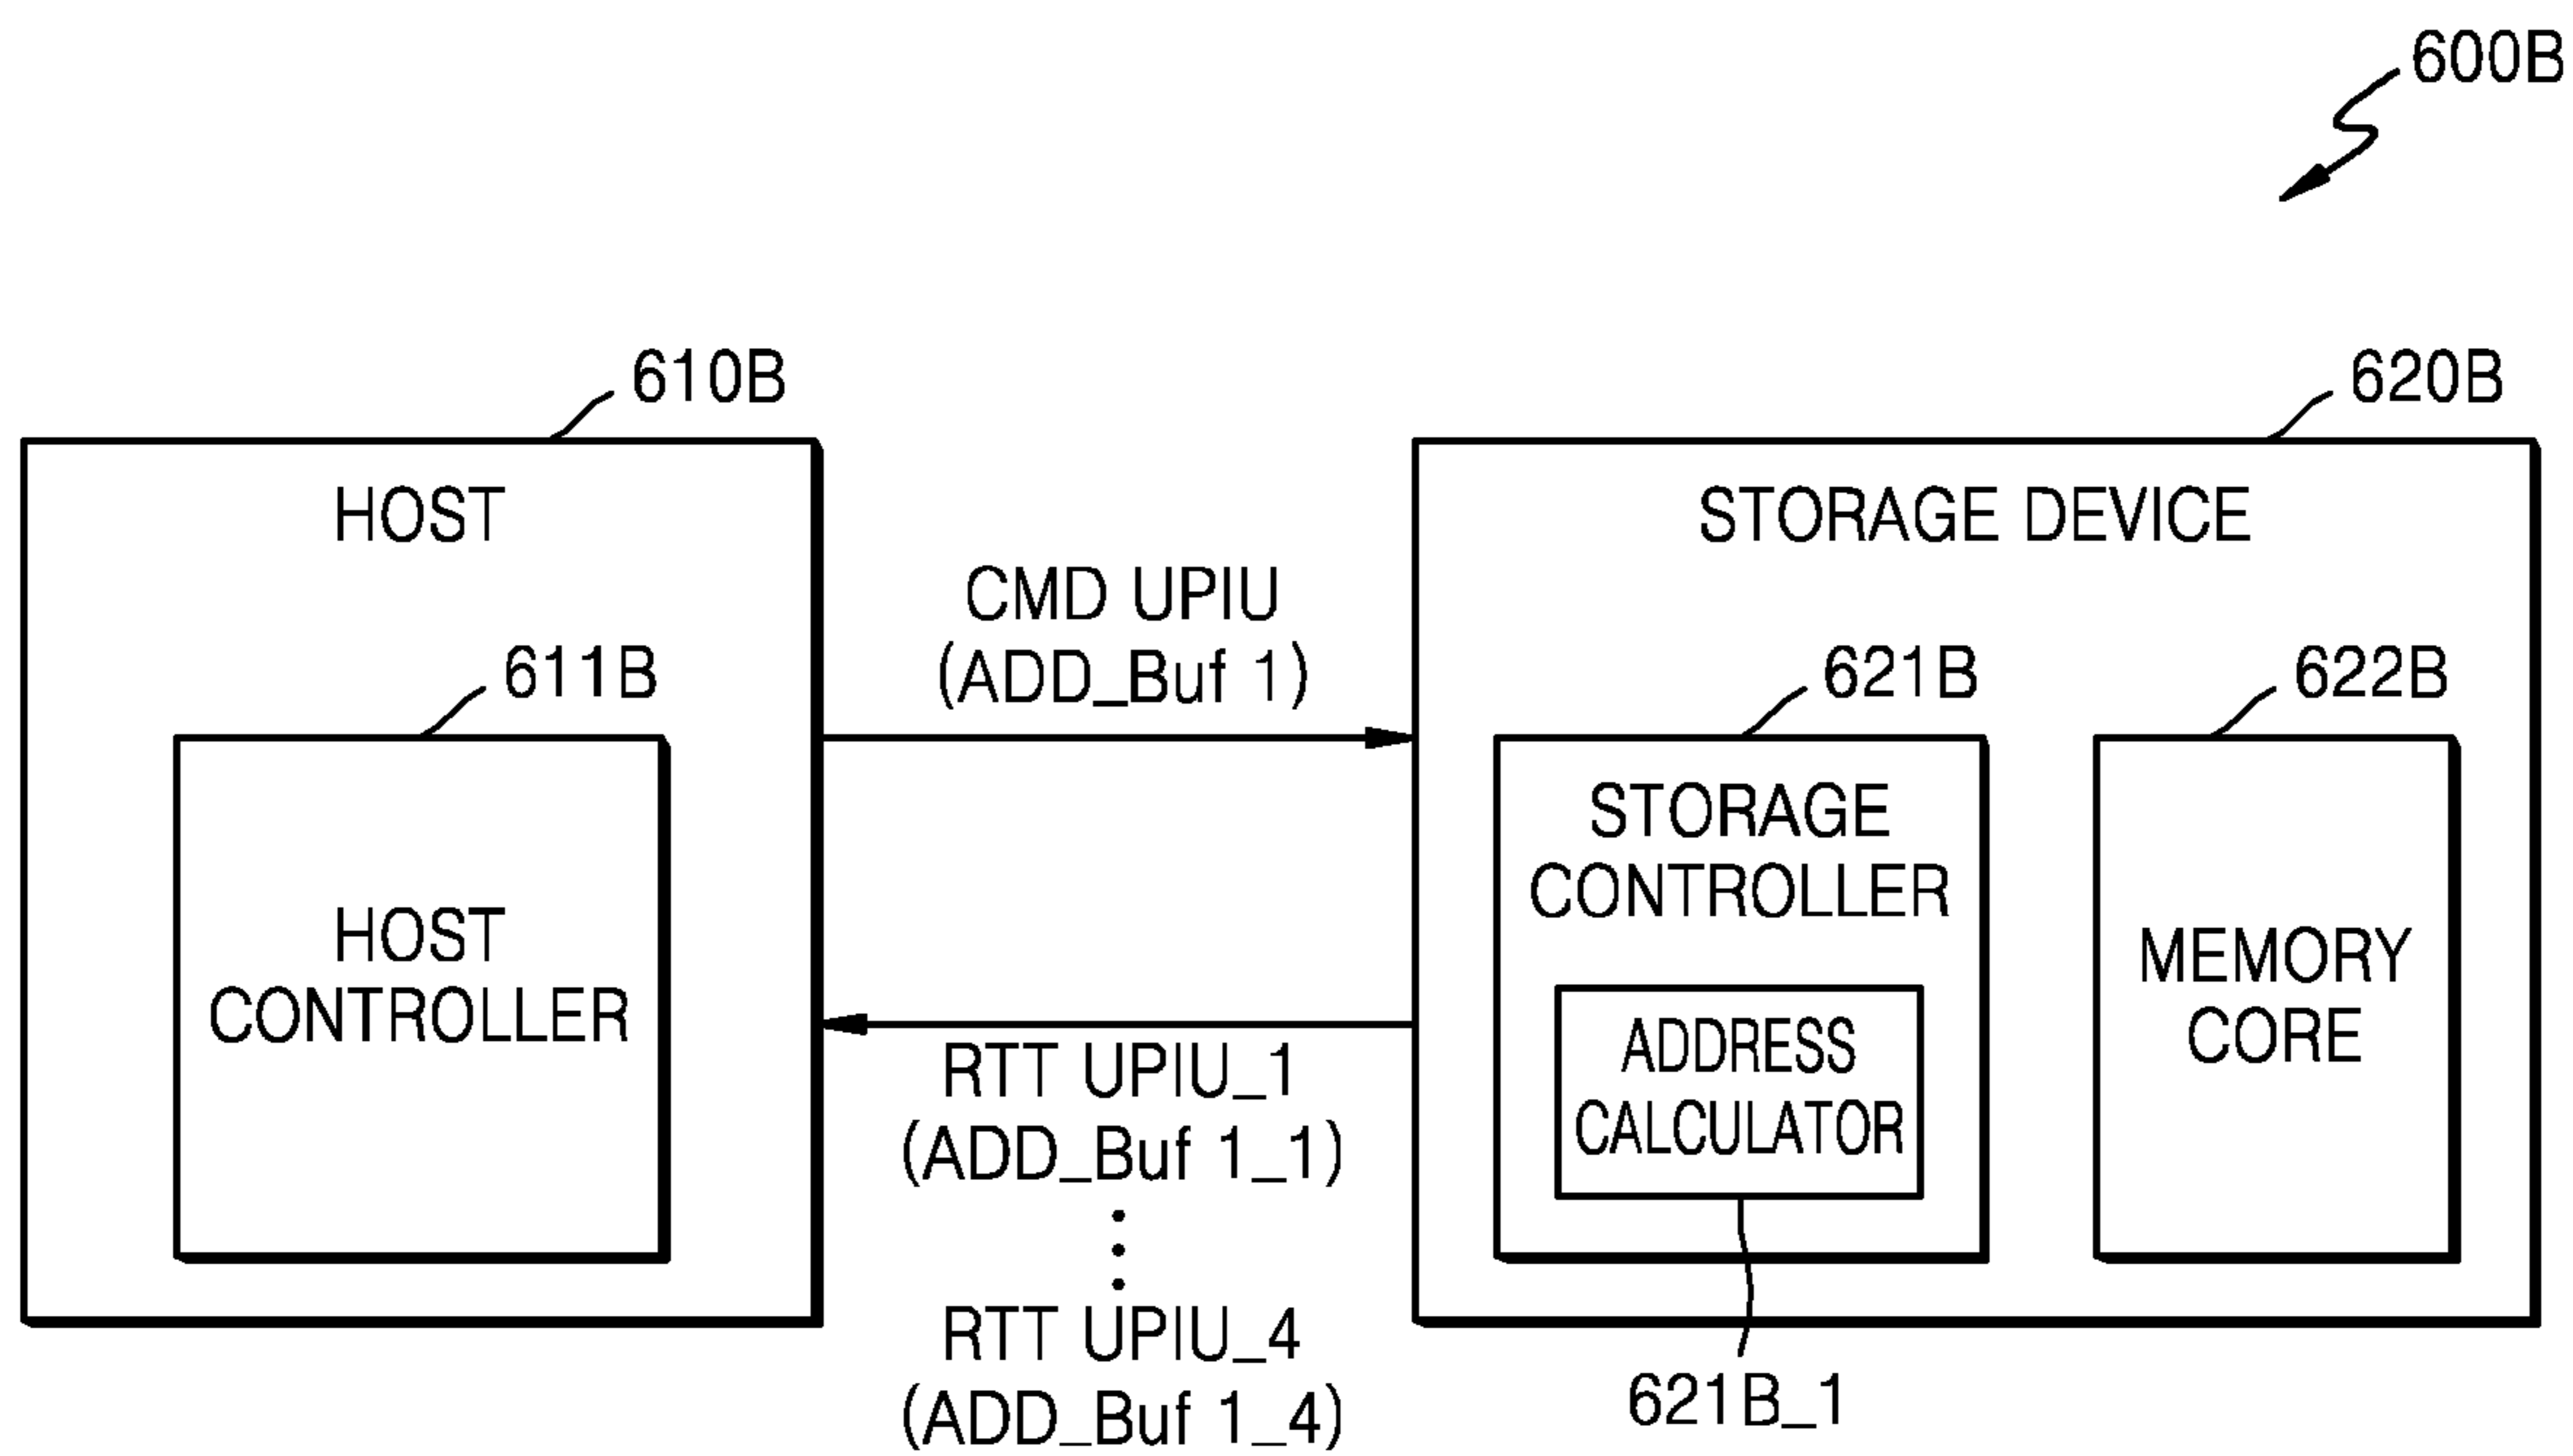 600B
610B
620B
HOST
STORAGE DEVICE
CMD UPIU
(ADD_Buf 1)
611B
621B
622B
HOST
CONTROLLER
STORAGE
CONTROLLER
ADDRESS
CALCULATOR
MEMORY
CORE
RTT UPIU_1
(ADD_Buf 1_1)
RTT UPIU_4
(ADD_Buf 1_4)
621B_1